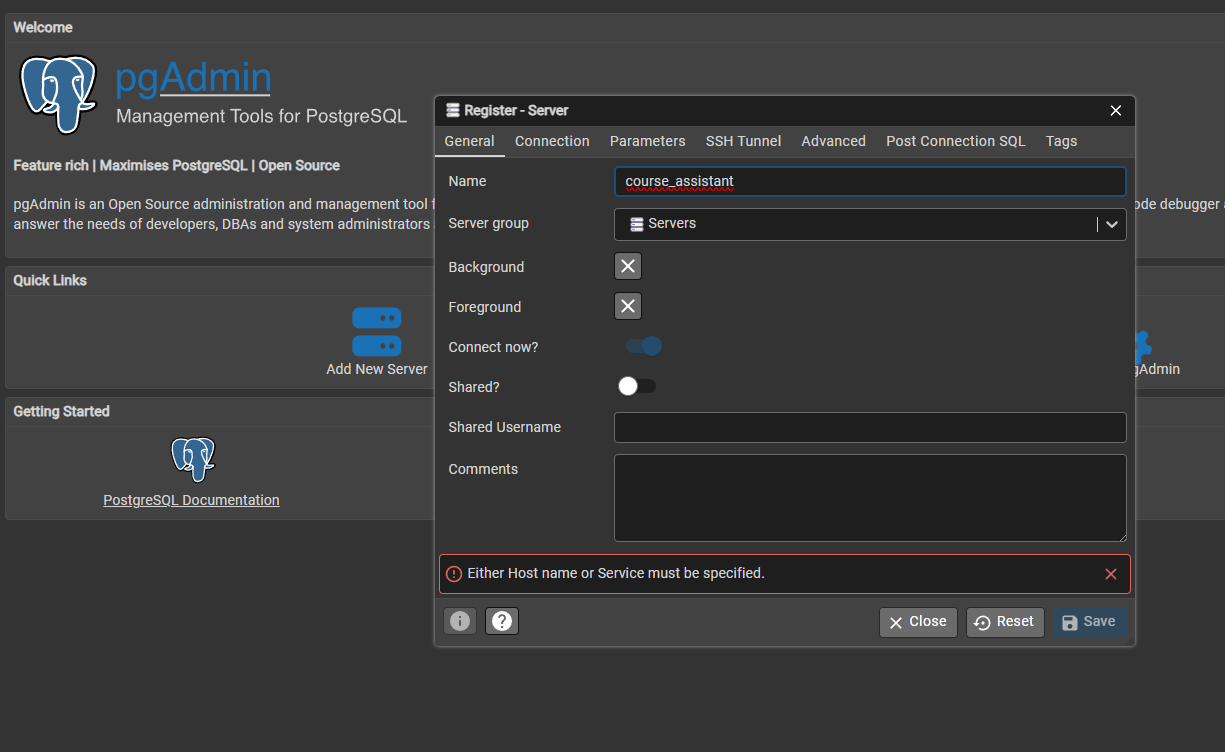 Welcome
pgAdmin
Management Tools for PostgreSQL
Feature rich | Maximises PostgreSQL | Open Source
pgAdmin is an Open Source administration and management tool
ode debugger
answer the needs of developers, DBAs and system administrators
Quick Links
Add New Server
gAdmin
Getting Started
PostgreSQL Documentation
Register - Server
General Connection Parameters SSH Tunnel Advanced Post Connection SQL Tags
Name course_assistant
Server group Servers
Background
Foreground
Connect now?
Shared?
Shared Username
Comments
Either Host name or Service must be specified.
Close Reset Save